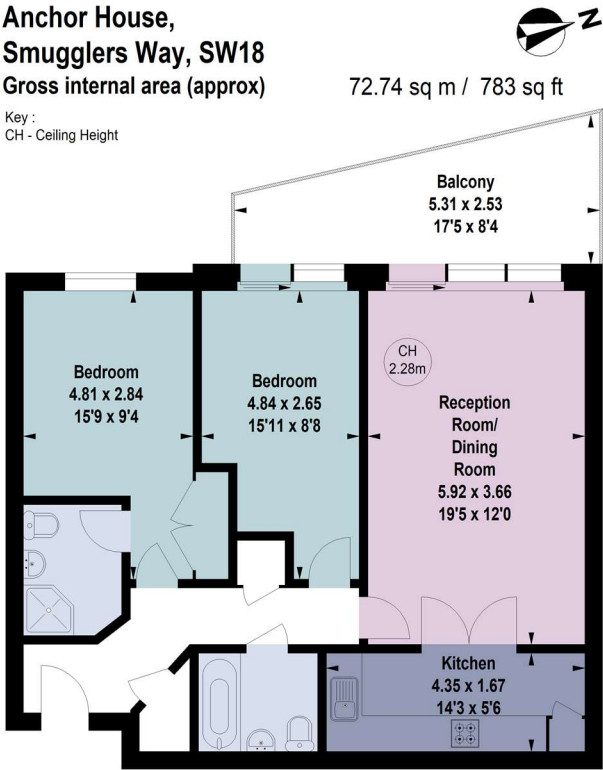 Anchor House,
Smugglers Way, SW18
Gross internal area (approx)
72.74 sq m / 783 sq ft
N
Key :
CH - Ceiling Height
Balcony
5.31 x 2.53
17'5 x 8'4
Bedroom
4.81 x 2.84
15'9 x 9'4
Bedroom
4.84 x 2.65
15'11 x 8'8
CH
2.28m
Reception
Room/
Dining
Room
5.92 x 3.66
19'5 x 12'0
Kitchen
4.35 x 1.67
14'3 x 5'6